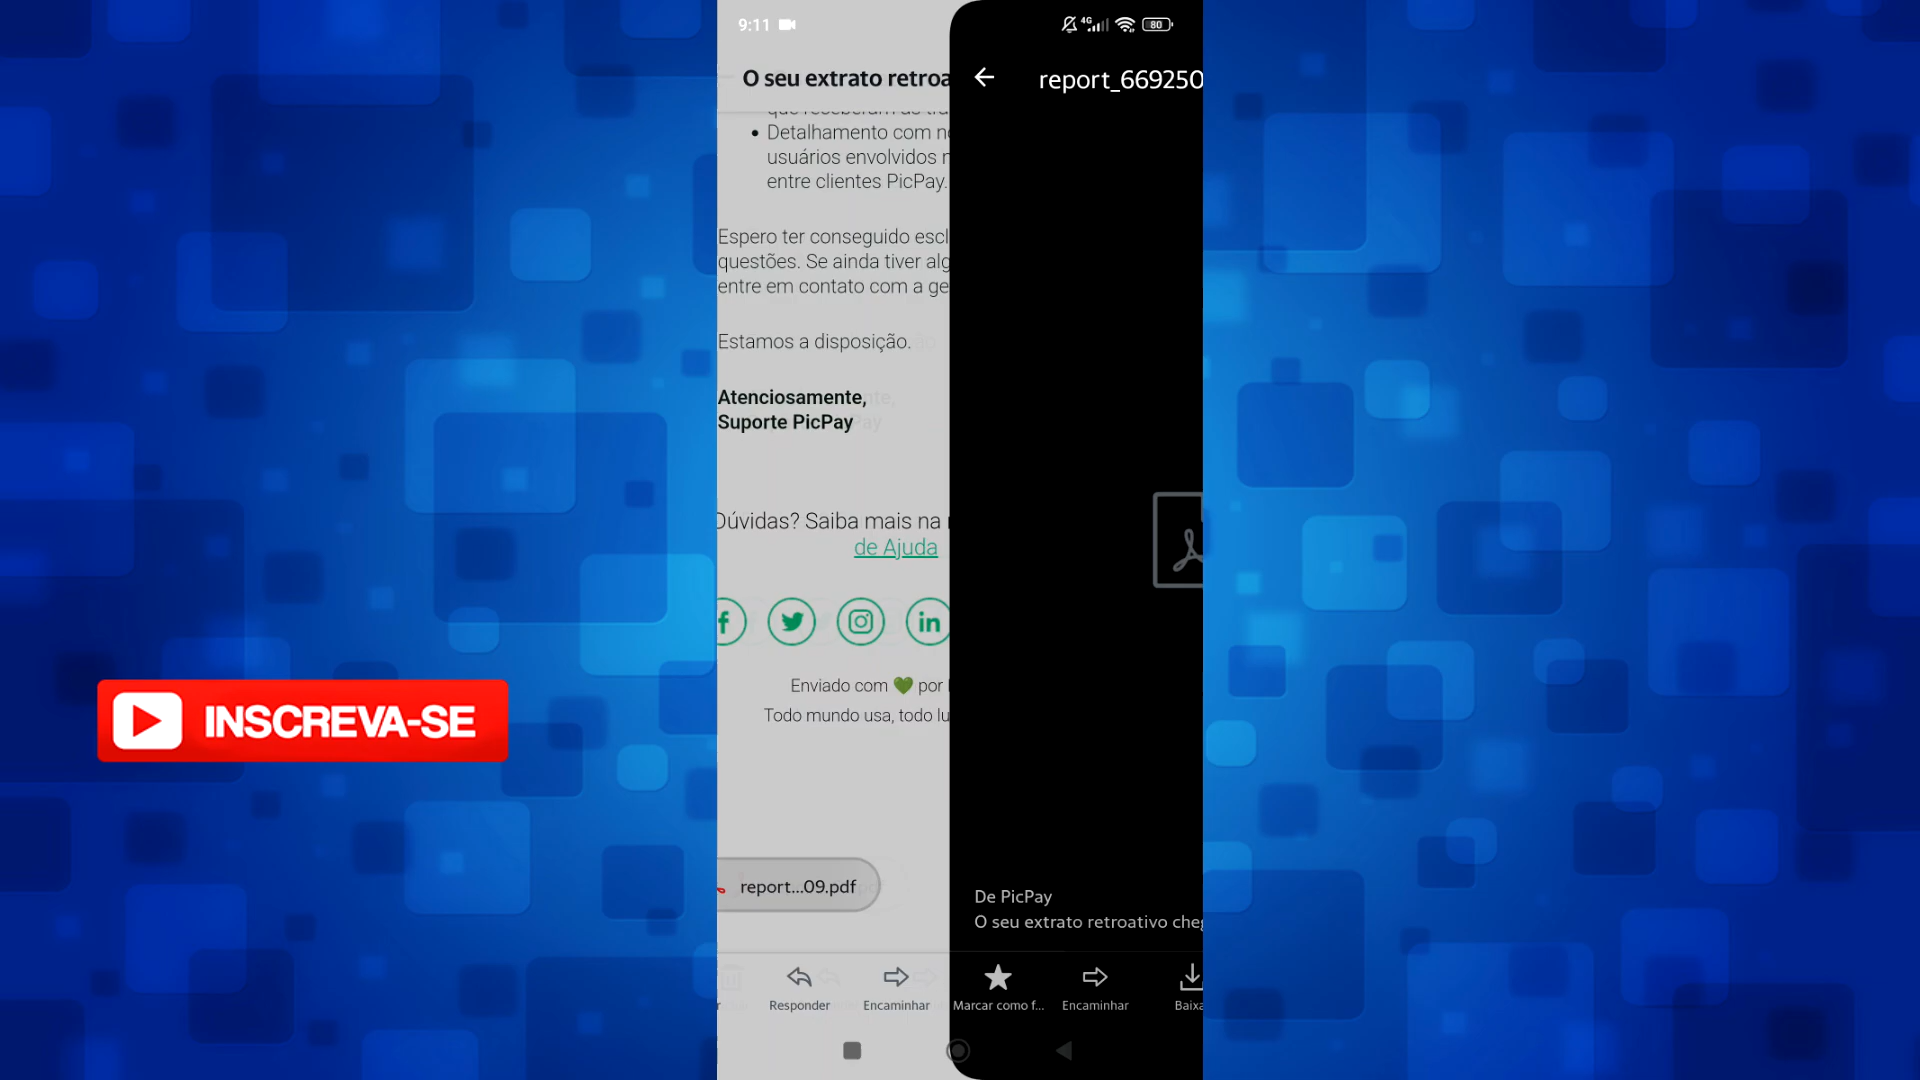 9:11
4G
80
O seu extrato retroa
report_669250
Detalhamento com n
usuários envolvidos
entre clientes PicPay.
Espero ter conseguido escl
questões. Se ainda tiver alg
entre em contato com a ge
Estamos a disposição.
Atenciosamente,
Suporte PicPay
Dúvidas? Saiba mais na
de Ajuda
Enviado com 💚 por
Todo mundo usa, todo lu
INSCREVA-SE
report...09.pdf
De PicPay
O seu extrato retroativo che
Responder
Encaminhar
Marcar como f...
Encaminhar
Baixa